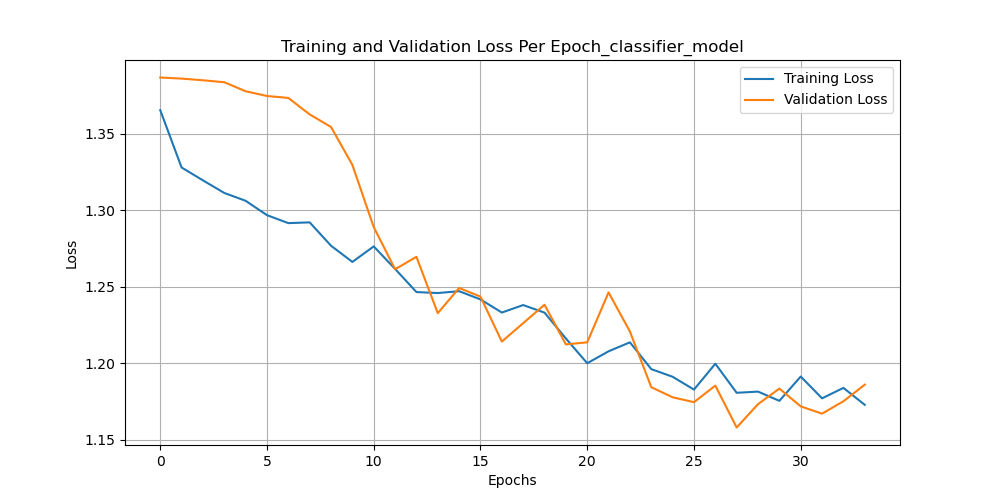 Training and Validation Loss Per Epoch_classifier_model
Training Loss
Validation Loss
1.35
1.30
1.25
1.20
1.15
Loss
0 5 10 15 20 25 30
Epochs